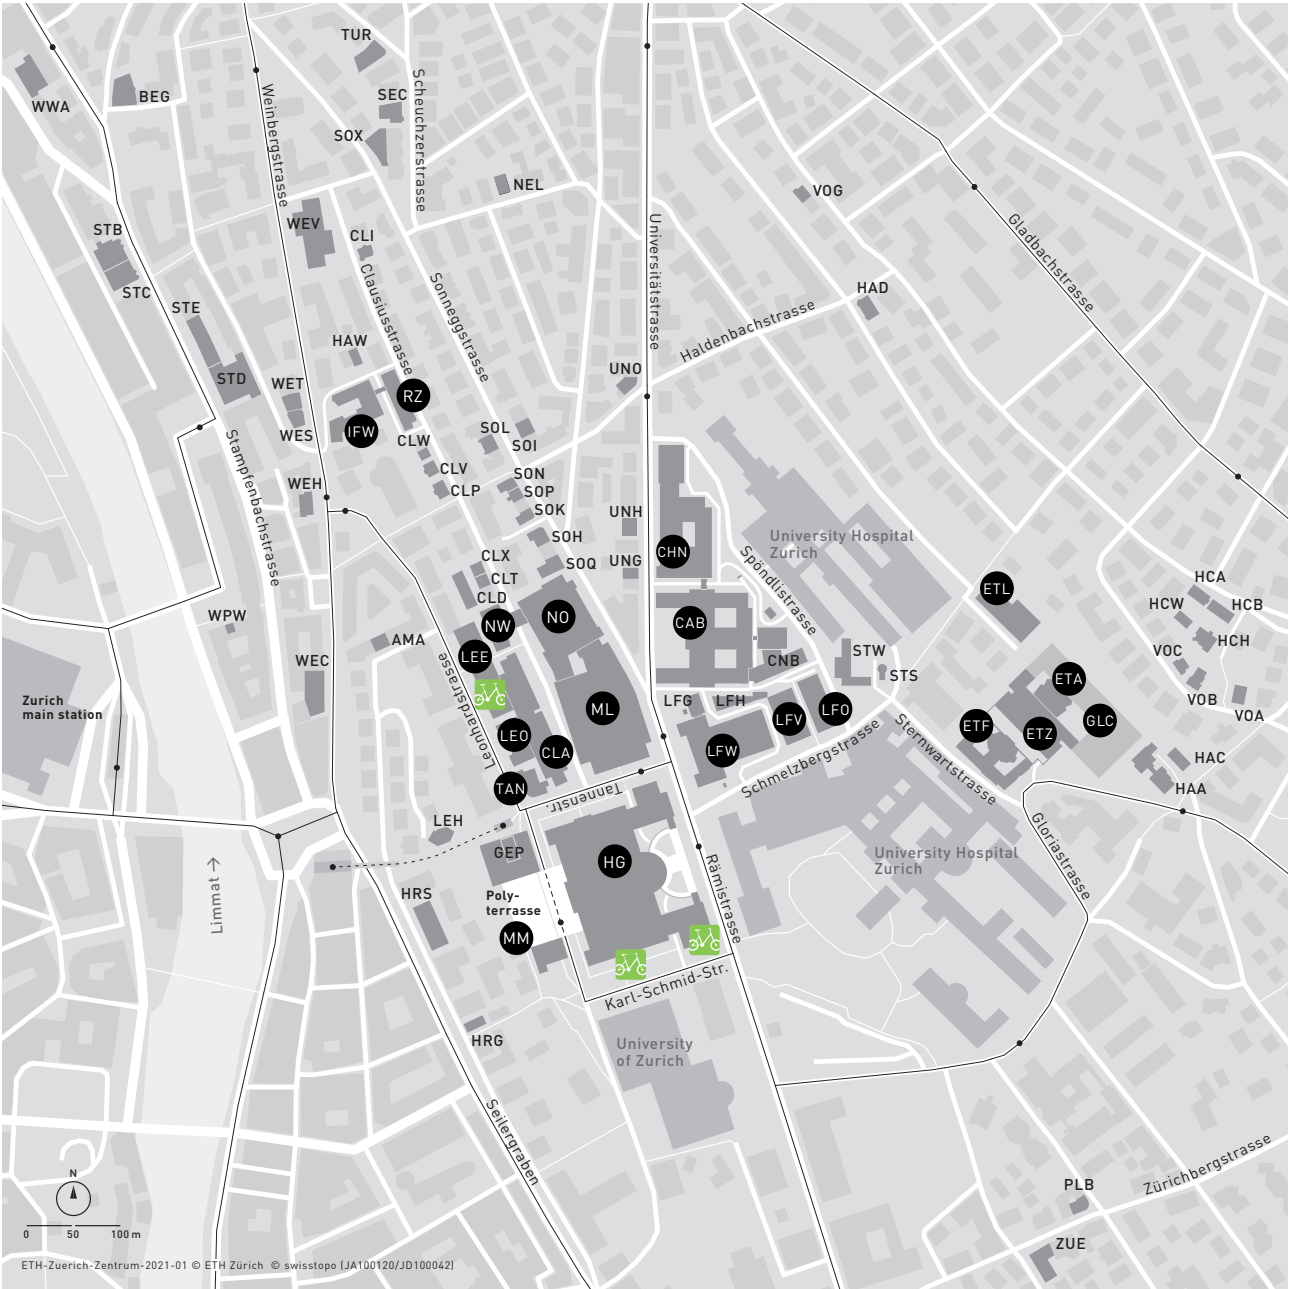 TUR
WWA
BEG
SEC
Scheuchzerstrasse
SOX
Weinbergstrasse
NEL
VOG
WEV
CLI
STB
Universitätstrasse
Gladbachstrasse
STC
STE
Clausiusstrasse
Sonneggstrasse
HAD
Haldenbachstrasse
HAW
STD
WET
UNO
RZ
IFW
WES
CLW
SOL
SOI
Stampfenbachstrasse
CLV
SON
WEH
CLP
SOP
SOK
UNH
SOH
University Hospital
Zurich
CHN
CLX
SOQ
UNG
Spöndlistrasse
CLT
CLD
ETL
HCA
HCW
HCB
WPW
NW
NO
CAB
HCH
AMA
LEE
WEC
CNB
STW
VOC
STS
ETA
Zurich
main station
Leonhardstrasse
LFG
LFH
VOB
VOA
ML
LFV
LFO
GLC
ETF
ETZ
LEO
CLA
LFW
Schmelzbergstrasse
Sternwartstrasse
HAC
TAN
Tannenstr.
HAA
LEH
Gloriastrasse
GEP
HG
University Hospital
Zurich
Limmat →
HRS
Poly-
terrasse
Rämistrasse
MM
Karl-Schmid-Str.
HRG
University
of Zurich
Seilergraben
Zürichbergstrasse
N
PLB
0 50 100 m
ZUE
ETH-Zuerich-Zentrum-2021-01 © ETH Zürich © swisstopo (JA100120/JD100042)